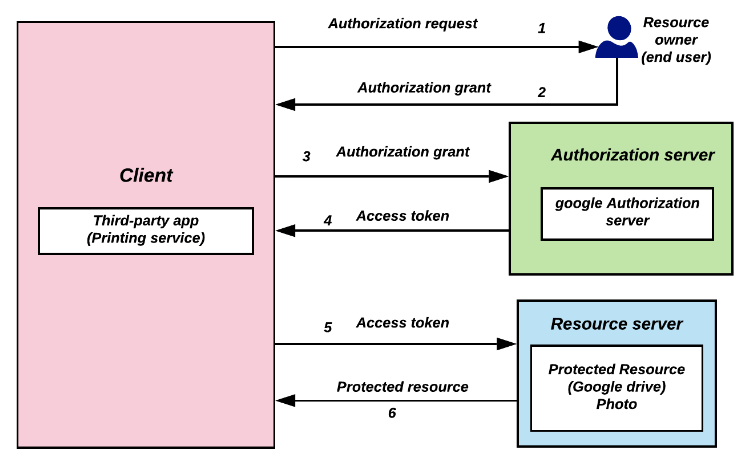 Authorization request
1
Resource
owner
(end user)
Authorization grant
2
3
Authorization grant
Authorization server
Client
google Authorization
server
Third-party app
(Printing service)
4
Access token
5
Access token
Resource server
Protected Resource
(Google drive)
Photo
Protected resource
6